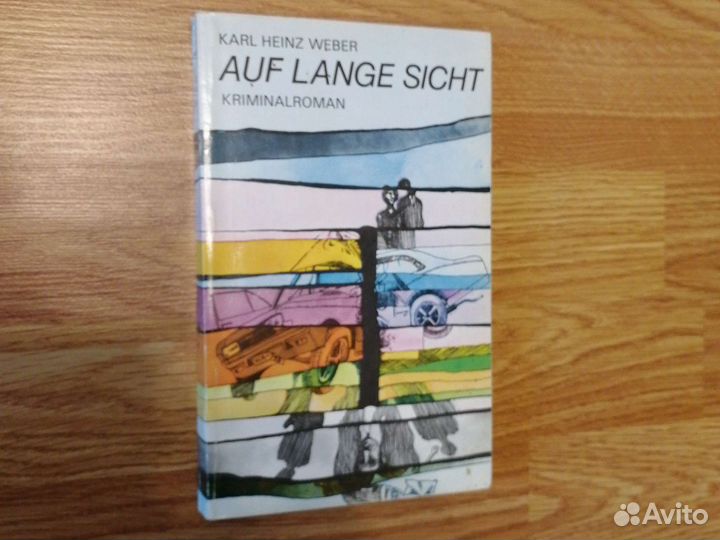 KARL HEINZ WEBER
AUF LANGE SICHT
KRIMINALROMAN
Avito